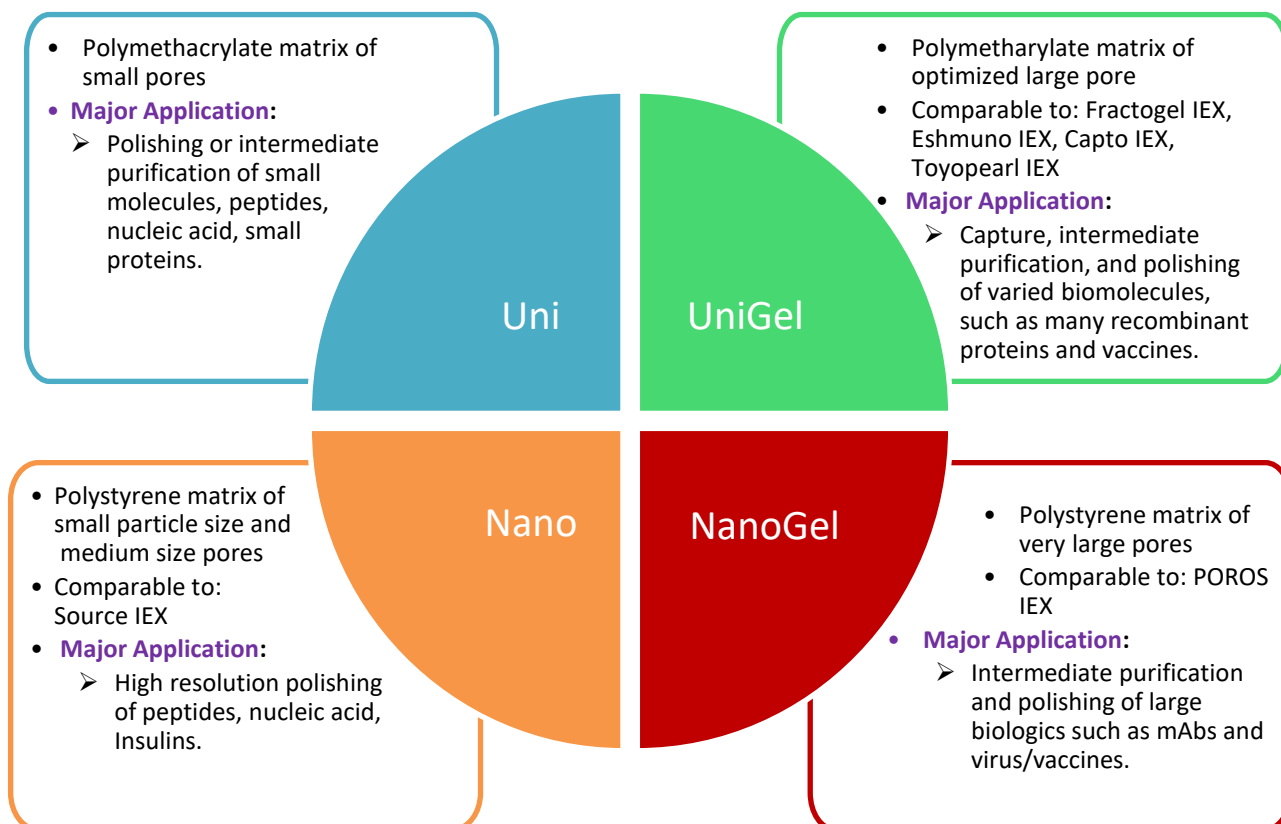 • Polymethacrylate matrix of
small pores
• Major Application:
➢ Polishing or intermediate
purification of small
molecules, peptides,
nucleic acid, small
proteins.
• Polymetharylate matrix of
optimized large pore
• Comparable to: Fractogel IEX,
Eshmuno IEX, Capto IEX,
Toyopearl IEX
• Major Application:
➢ Capture, intermediate
purification, and polishing
of varied biomolecules,
such as many recombinant
proteins and vaccines.
Uni
UniGel
Nano
NanoGel
• Polystyrene matrix of
small particle size and
medium size pores
• Comparable to:
Source IEX
• Major Application:
➢ High resolution polishing
of peptides, nucleic acid,
Insulins.
• Polystyrene matrix of
very large pores
• Comparable to: POROS
IEX
• Major Application:
➢ Intermediate purification
and polishing of large
biologics such as mAbs and
virus/vaccines.